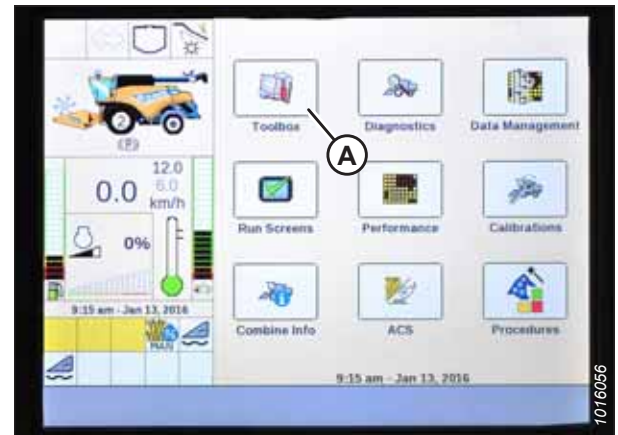 Toolbox
Diagnostics
Data Management
A
12.0
6.0
0.0
km/h
Run Screens
Performance
Calibrations
0%
9:15 am - Jan 13, 2016
MAN
Combine Info
ACS
Procedures
9:15 am - Jan 13, 2016
1016056